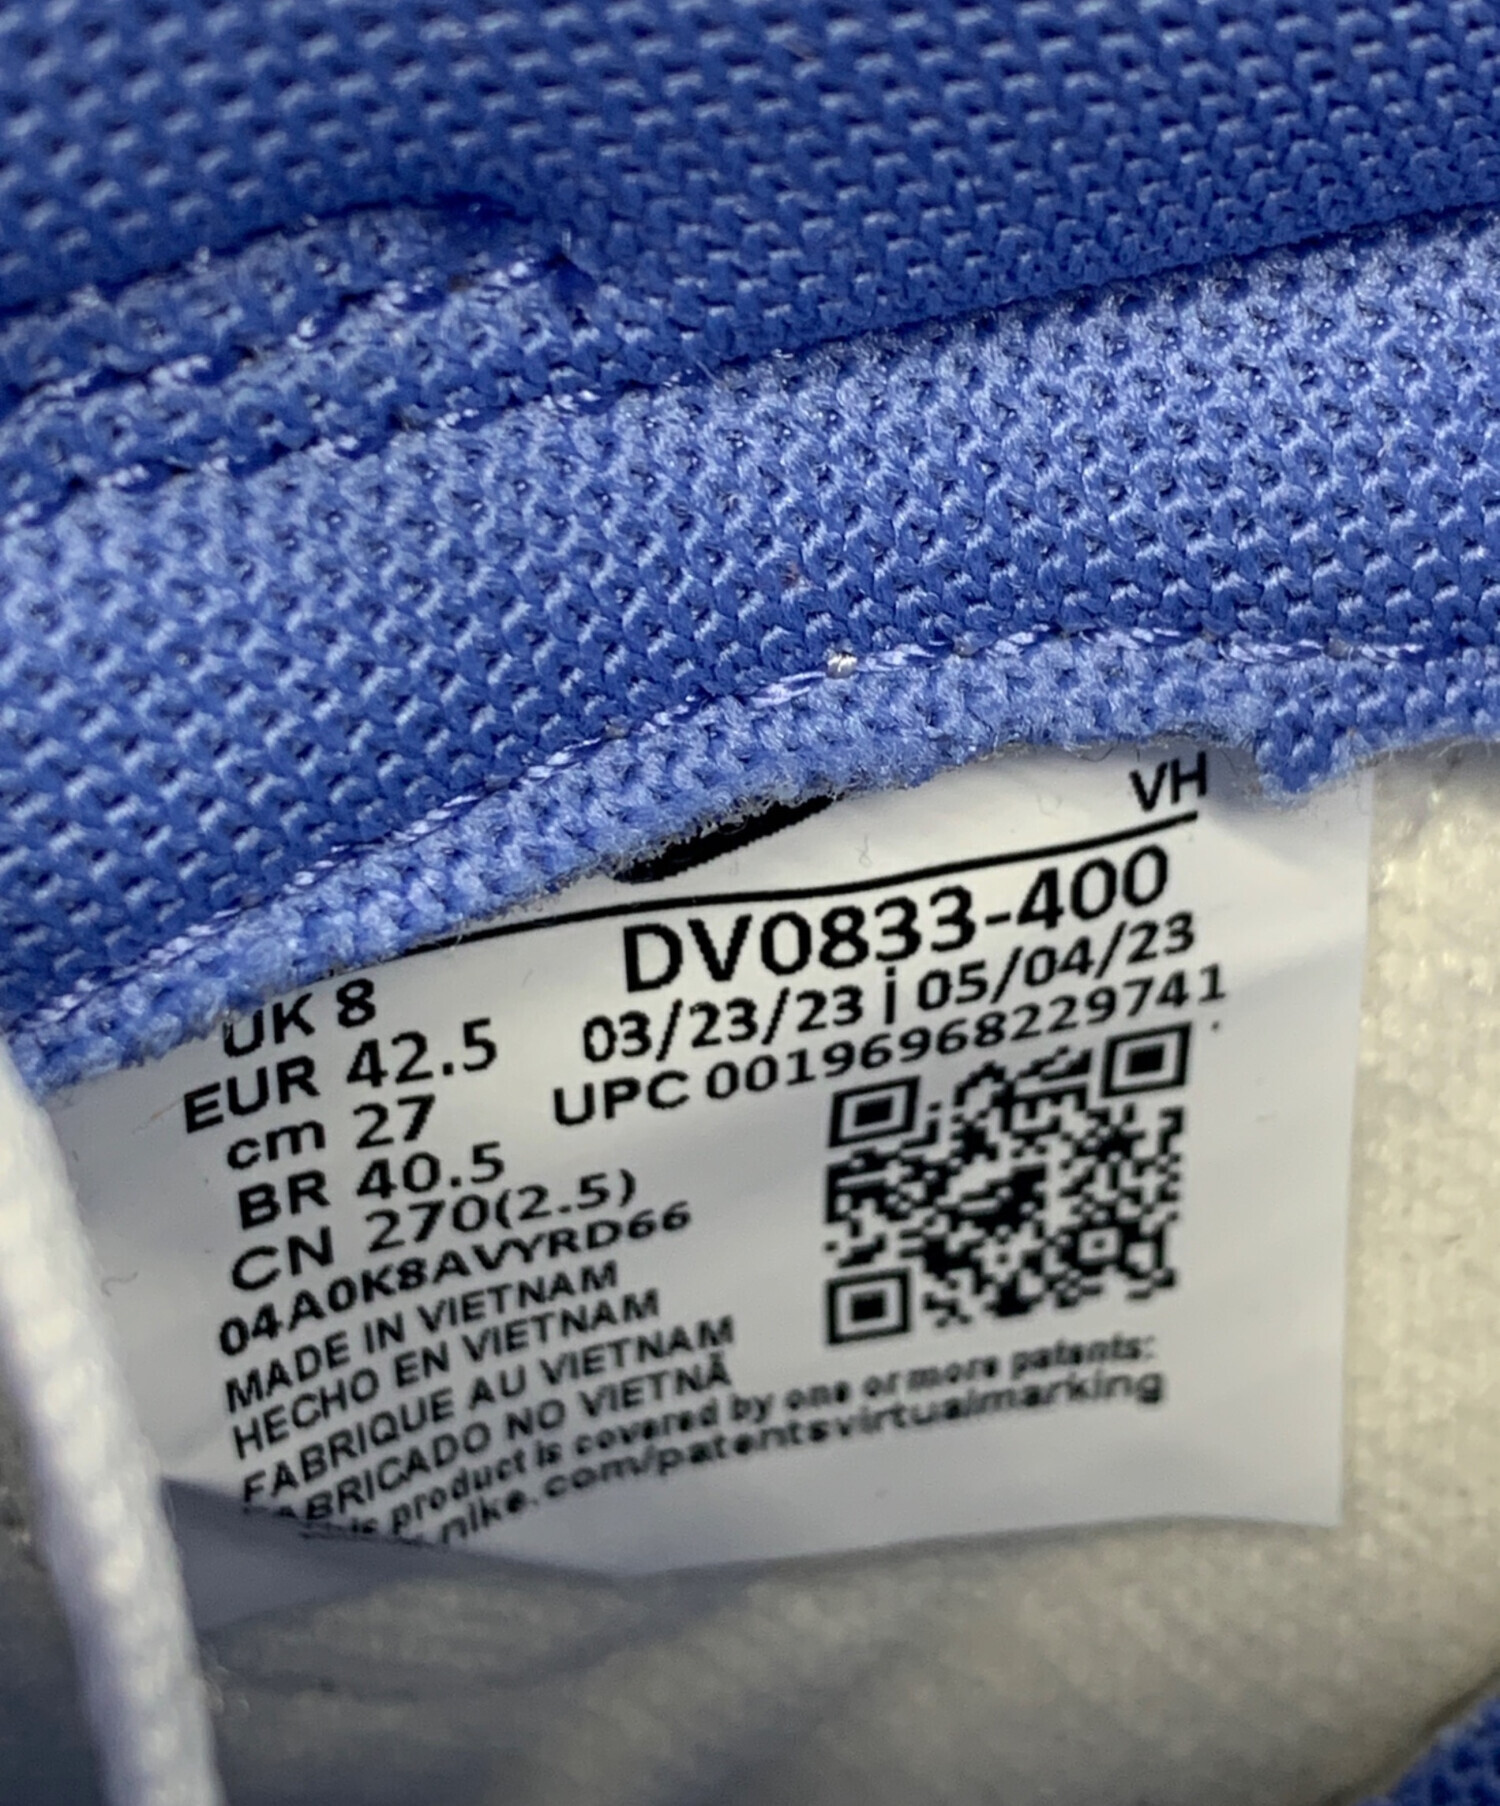 VH
DV0833-400
03/23/23 | 05/04/23
UPC 00196968229741
UK 8
EUR 42.5
cm 27
BR 40.5
CN 270(2.5)
04A0K8AVYRD66
MADE IN VIETNAM
HECHO EN VIETNAM
FABRIQUE AU VIETNAM
FABRICADO NO VIETNÃ
product is covered by one or more patents:
nike.com/patentsvirtualmarking